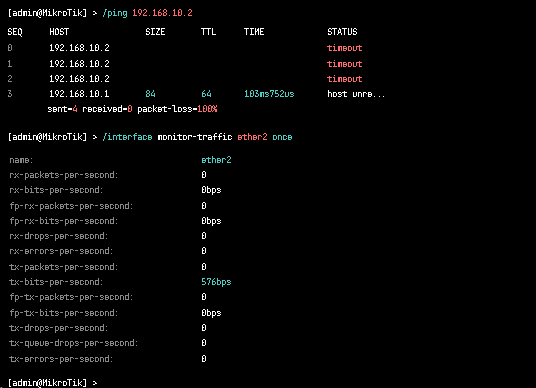 [admin@MikroTik] > /ping 192.168.10.2
SEQ HOST SIZE TTL TIME STATUS
0 192.168.10.2 timeout
1 192.168.10.2 timeout
2 192.168.10.2 timeout
3 192.168.10.1 84 64 103ms752us host unre...
sent=4 received=0 packet-loss=100%
[admin@MikroTik] > /interface monitor-traffic ether2 once
name: ether2
rx-packets-per-second: 0
rx-bits-per-second: 0bps
fp-rx-packets-per-second: 0
fp-rx-bits-per-second: 0bps
rx-drops-per-second: 0
rx-errors-per-second: 0
tx-packets-per-second: 0
tx-bits-per-second: 576bps
fp-tx-packets-per-second: 0
fp-tx-bits-per-second: 0bps
tx-drops-per-second: 0
tx-queue-drops-per-second: 0
tx-errors-per-second: 0
[admin@MikroTik] >